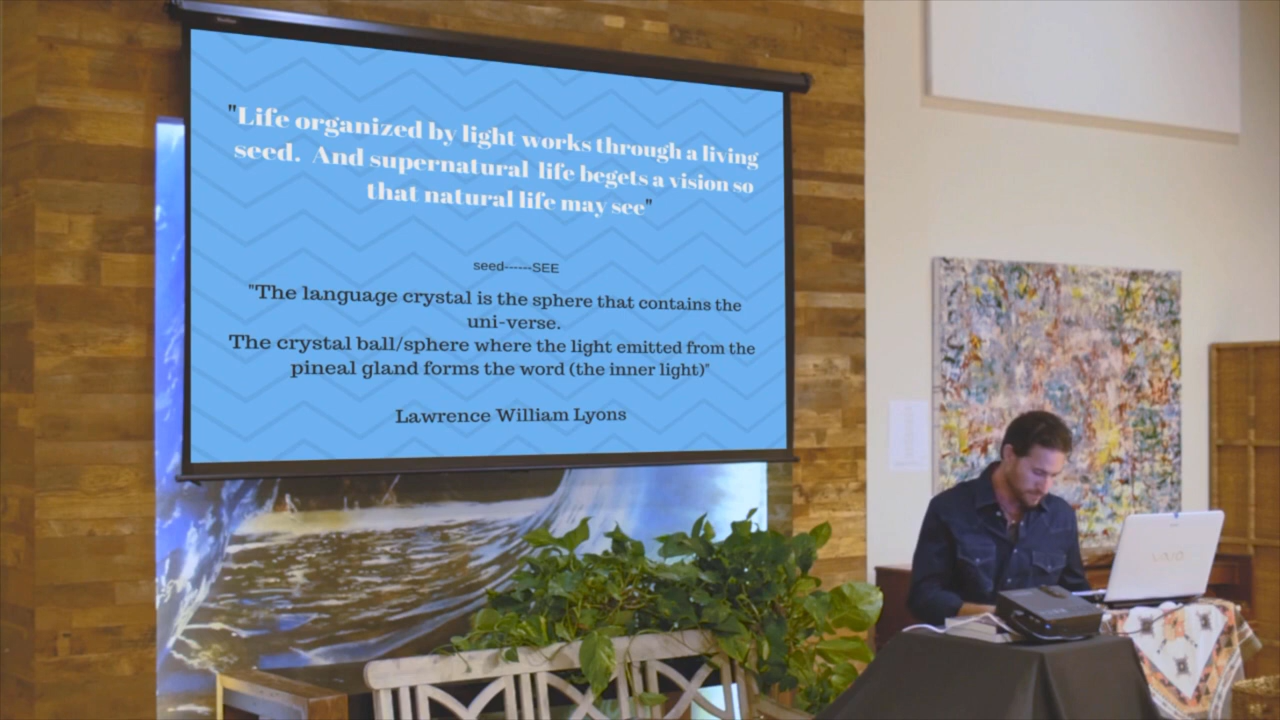 "Life organized by light works through a living
seed. And supernatural life begets a vision so
that natural life may see"
seed------SEE
"The language crystal is the sphere that contains the
uni-verse.
The crystal ball/sphere where the light emitted from the
pineal gland forms the word (the inner light)"
Lawrence William Lyons
VAIO